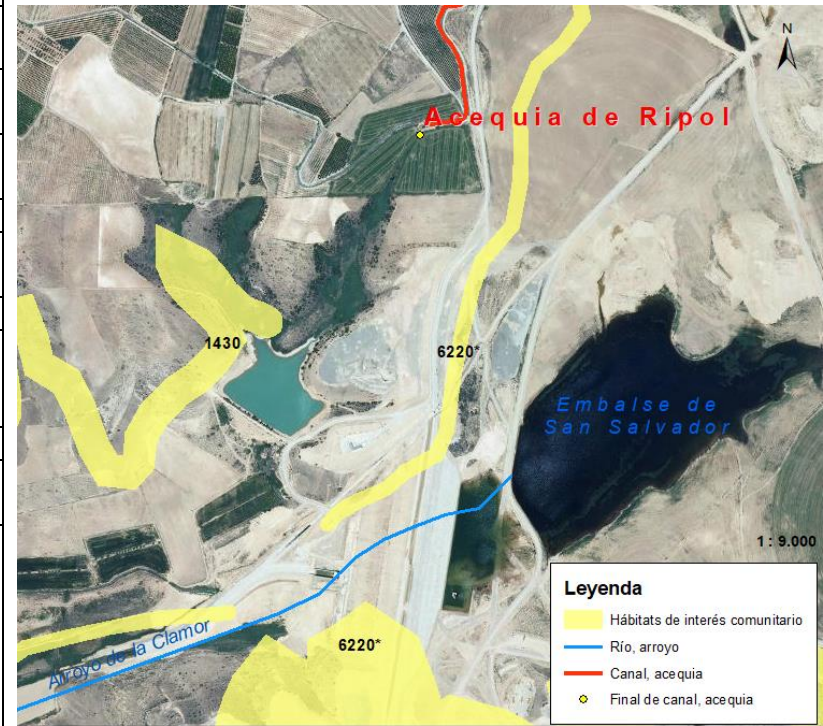 N
Acequia de Ripol
1430
6220*
Embalse de
San Salvador
1 : 9.000
Leyenda
Hábitats de interés comunitario
Río, arroyo
Canal, acequia
Final de canal, acequia
6220*
Arroyo de la Clamor